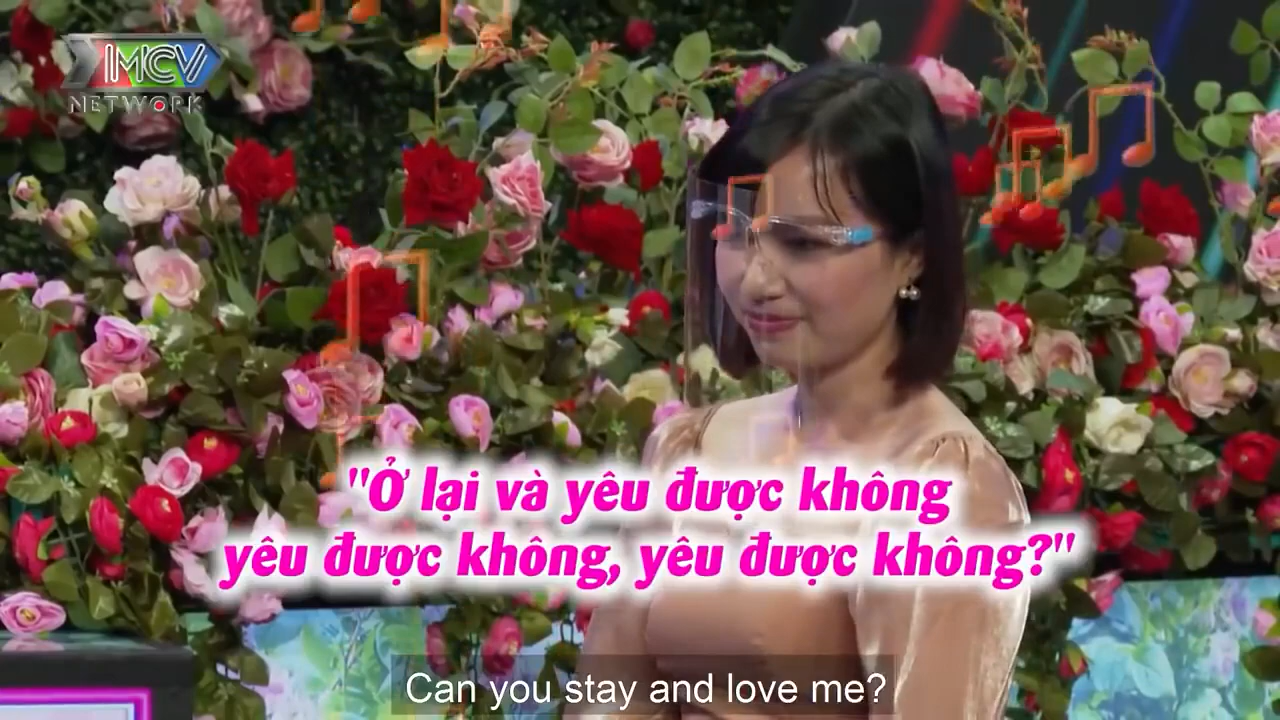 MCV
NETWORK
"Ở lại và yêu được không
yêu được không, yêu được không?"
Can you stay and love me?